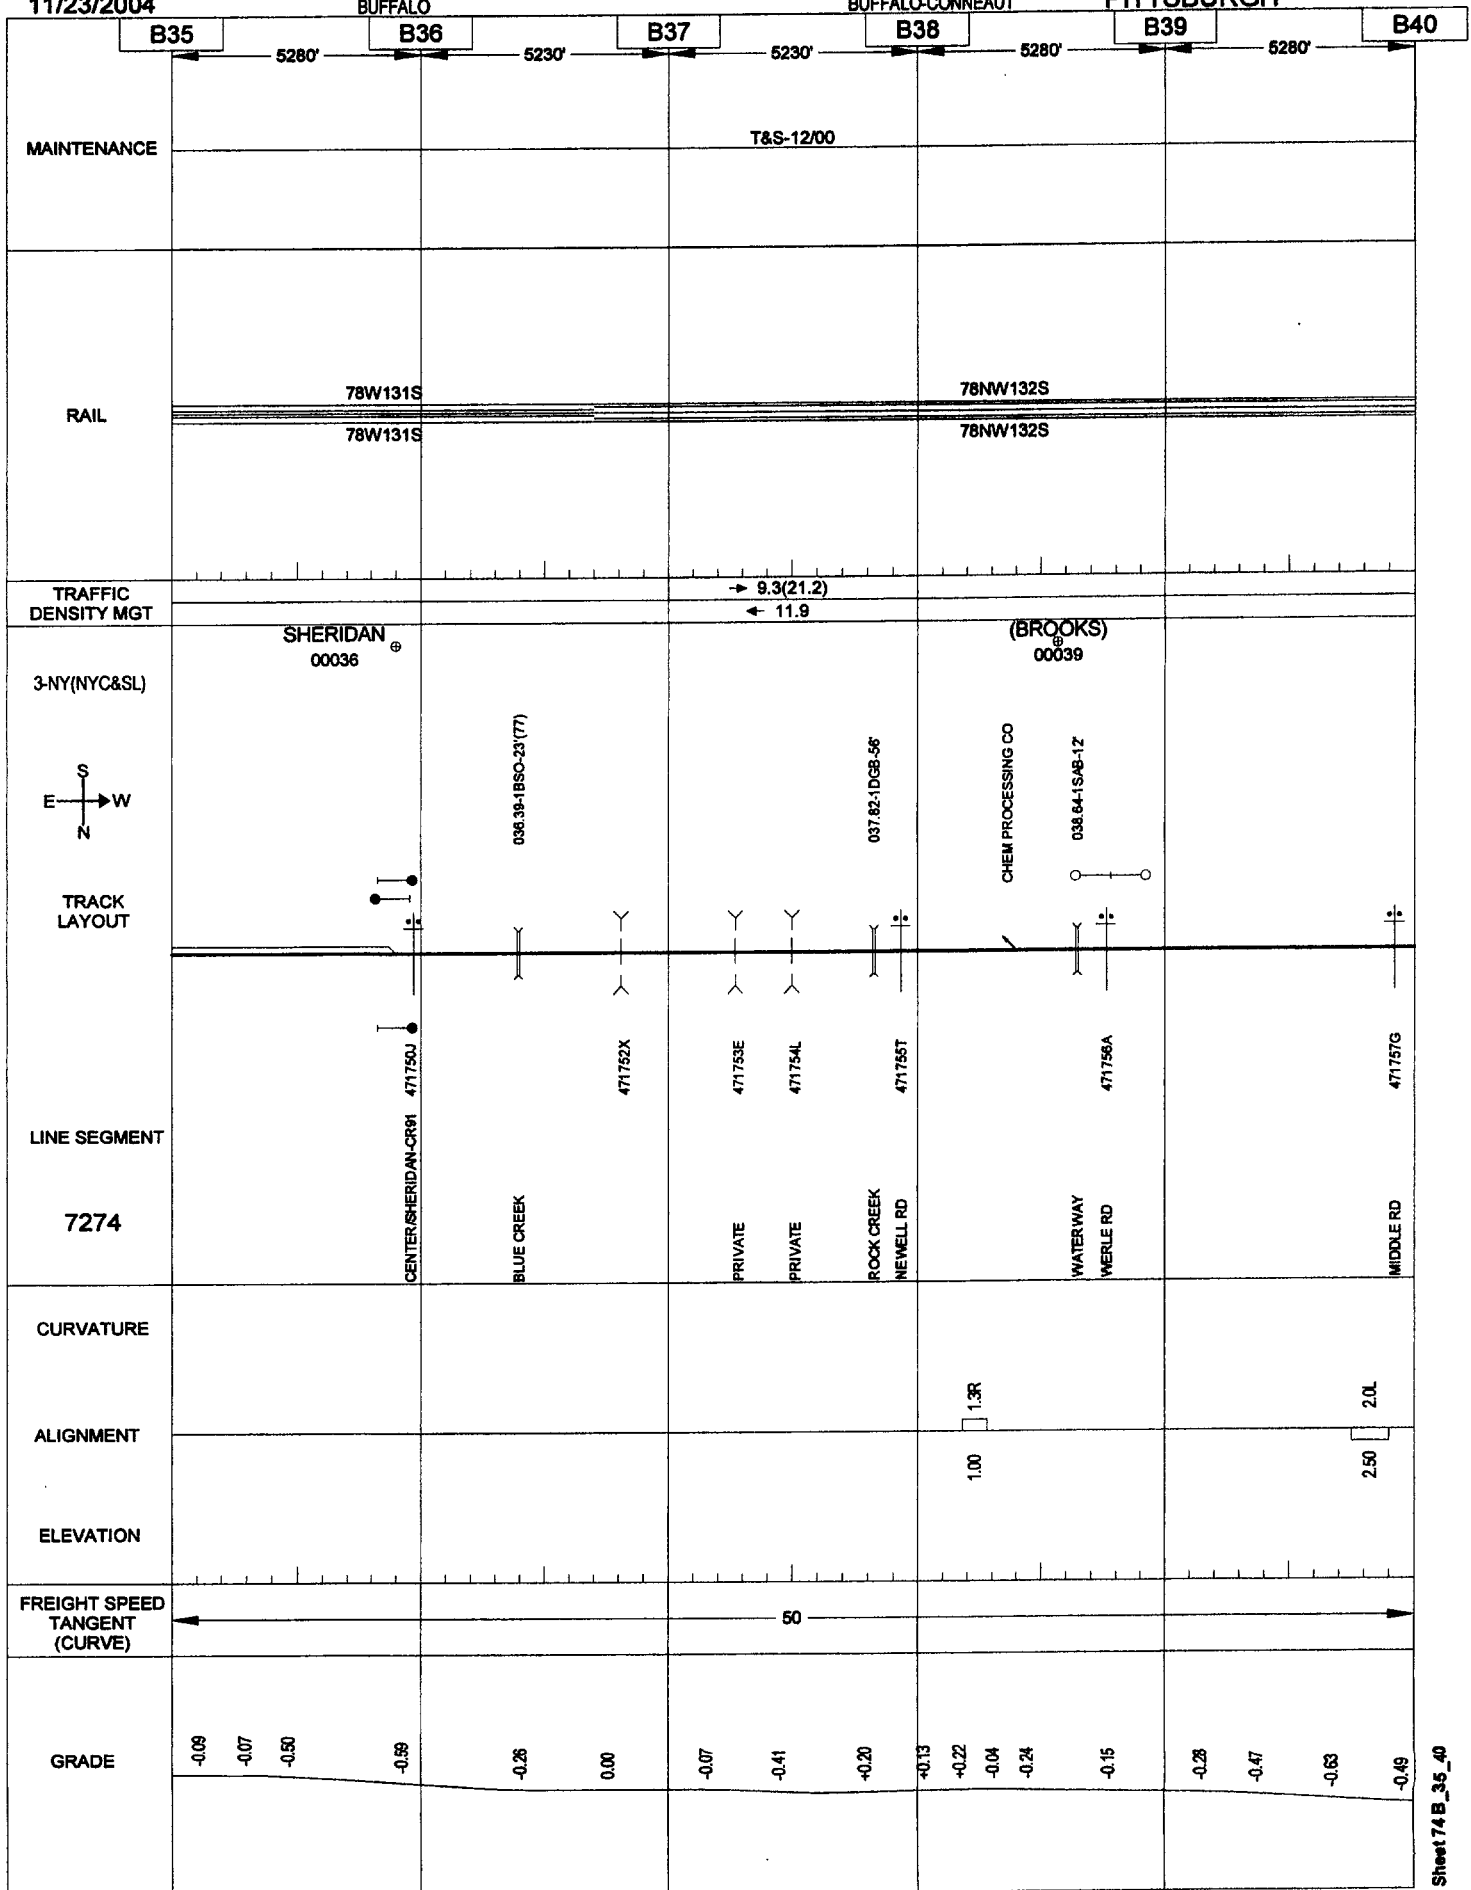 11/23/2004
BUFFALO
BUFFALO-CONNEAUT
PITTSBURGH
B35
B36
B37
B38
B39
B40
5280'
5230'
5230'
5280'
5280'
MAINTENANCE
T&S-12/00
RAIL
78W131S
78NW132S
78W131S
78NW132S
TRAFFIC
DENSITY MGT
9.3(21.2)
11.9
SHERIDAN
00036
(BROOKS)
00039
3-NY(NYC&SL)
S
E
W
N
036.39-1BSO-23'(77)
037.82-1DGB-56'
CHEM PROCESSING CO
038.64-1SAB-12'
TRACK
LAYOUT
471750J
471752X
471753E
471754L
471755T
471756A
471757G
LINE SEGMENT
7274
CENTER/SHERIDAN-CR91
BLUE CREEK
PRIVATE
PRIVATE
ROCK CREEK
NEWELL RD
WATERWAY
WERLE RD
MIDDLE RD
CURVATURE
1.3R
2.0L
ALIGNMENT
1.00
2.50
ELEVATION
FREIGHT SPEED
TANGENT
(CURVE)
50
GRADE
-0.09
-0.07
-0.50
-0.59
-0.26
0.00
-0.07
-0.41
+0.20
+0.13
+0.22
-0.04
-0.24
-0.15
-0.28
-0.47
-0.63
-0.49
Sheet 74 B_35_40